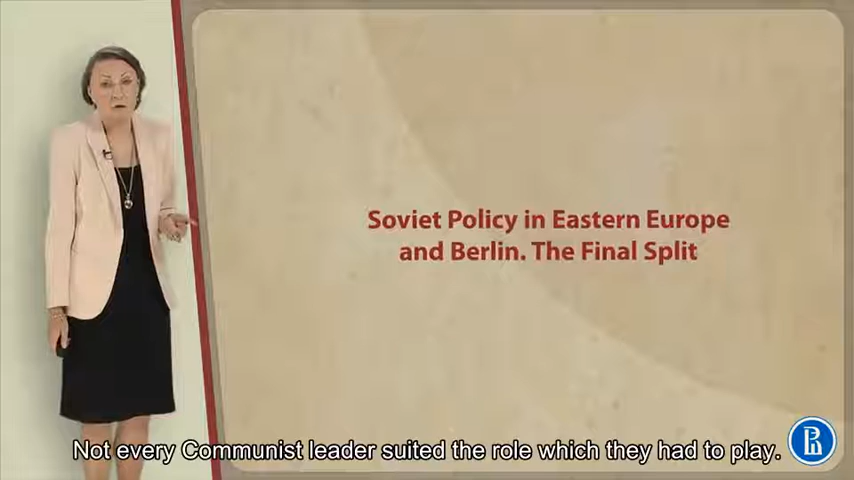 Soviet Policy in Eastern Europe
and Berlin. The Final Split
Not every Communist leader suited the role which they had to play.